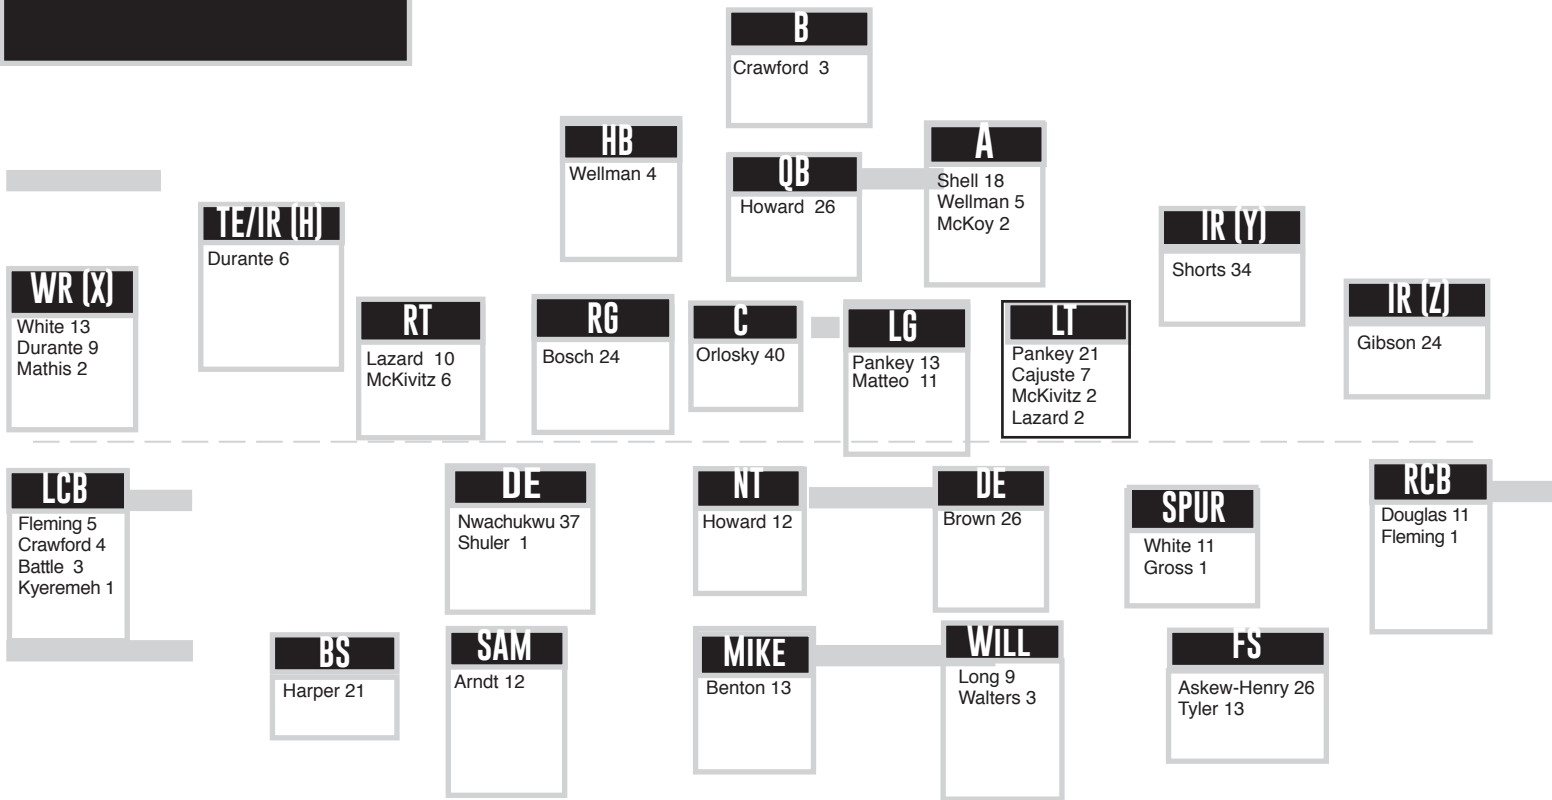 B
Crawford 3
HB
Wellman 4
QB
Howard 26
A
Shell 18
Wellman 5
McKoy 2
TE/IR (H)
Durante 6
IR (Y)
Shorts 34
WR (X)
White 13
Durante 9
Mathis 2
RT
Lazard 10
McKivitz 6
RG
Bosch 24
C
Orlosky 40
LG
Pankey 13
Matteo 11
LT
Pankey 21
Cajuste 7
McKivitz 2
Lazard 2
IR (Z)
Gibson 24
LCB
Fleming 5
Crawford 4
Battle 3
Kyeremeh 1
DE
Nwachukwu 37
Shuler 1
NT
Howard 12
DE
Brown 26
SPUR
White 11
Gross 1
RCB
Douglas 11
Fleming 1
BS
Harper 21
SAM
Arndt 12
MIKE
Benton 13
WILL
Long 9
Walters 3
FS
Askew-Henry 26
Tyler 13